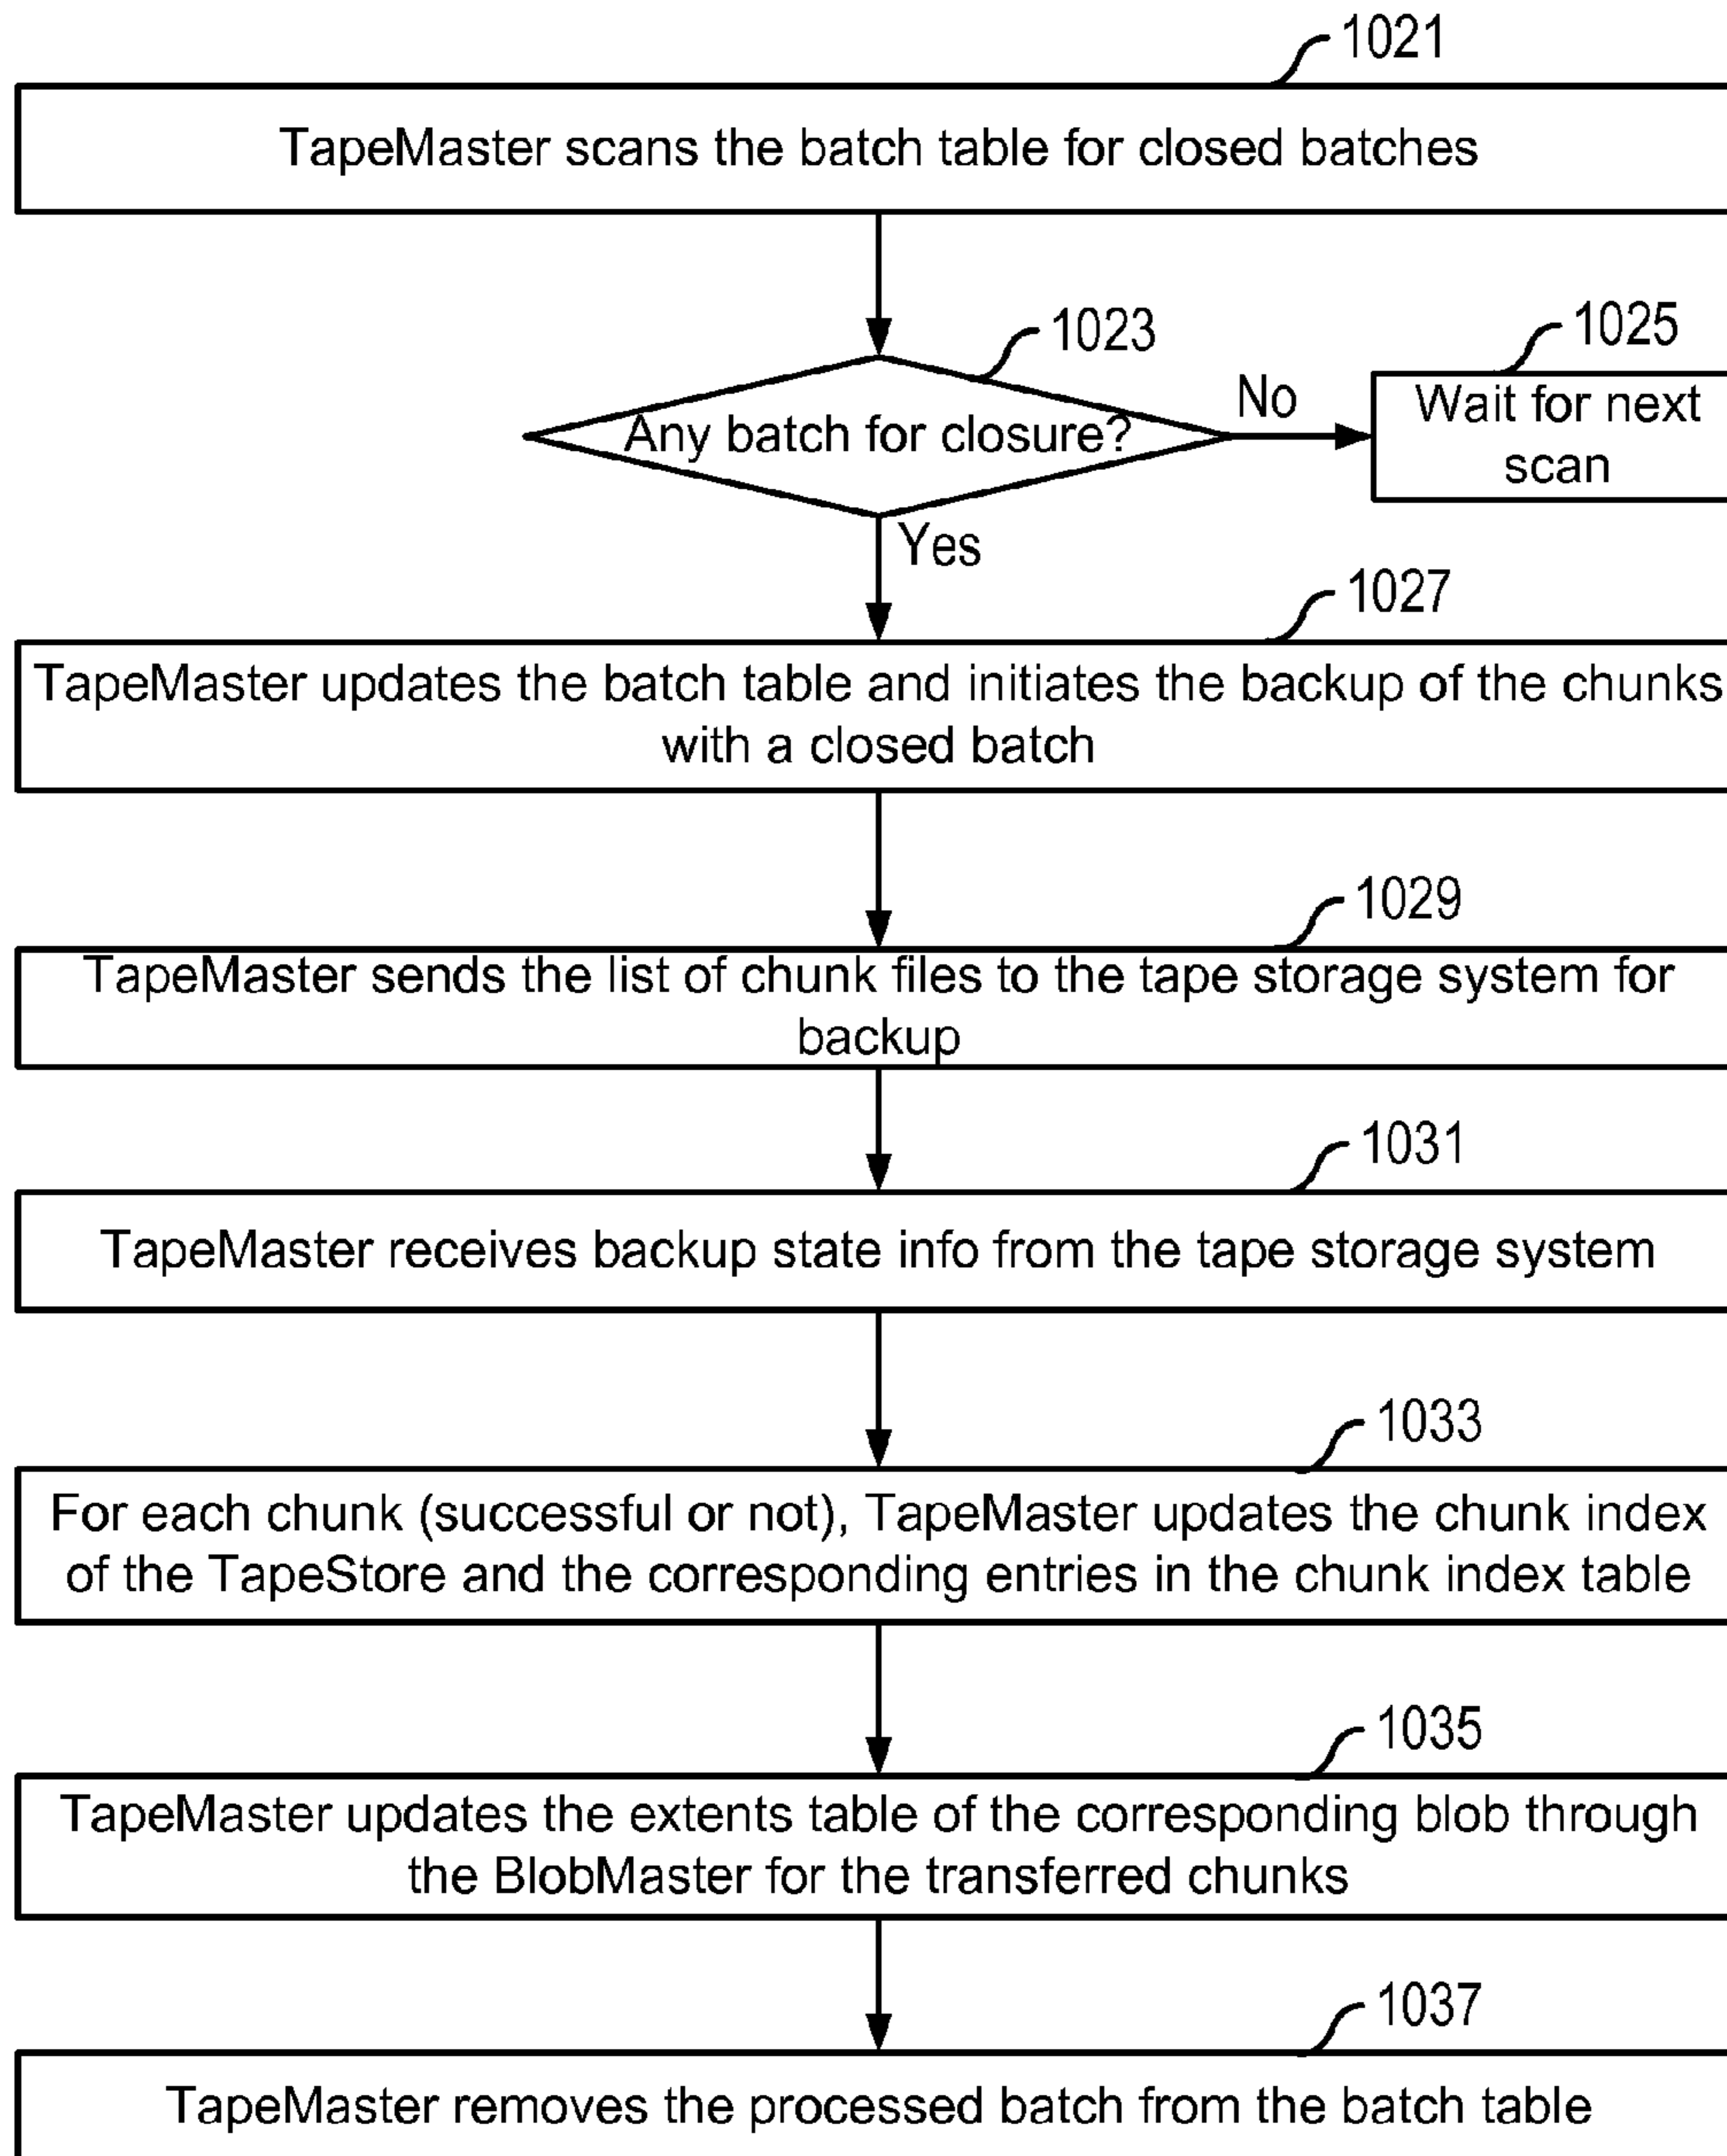 1021
TapeMaster scans the batch table for closed batches
1023
Any batch for closure?
No
1025
Wait for next
scan
Yes
1027
TapeMaster updates the batch table and initiates the backup of the chunks
with a closed batch
1029
TapeMaster sends the list of chunk files to the tape storage system for
backup
1031
TapeMaster receives backup state info from the tape storage system
1033
For each chunk (successful or not), TapeMaster updates the chunk index
of the TapeStore and the corresponding entries in the chunk index table
1035
TapeMaster updates the extents table of the corresponding blob through
the BlobMaster for the transferred chunks
1037
TapeMaster removes the processed batch from the batch table